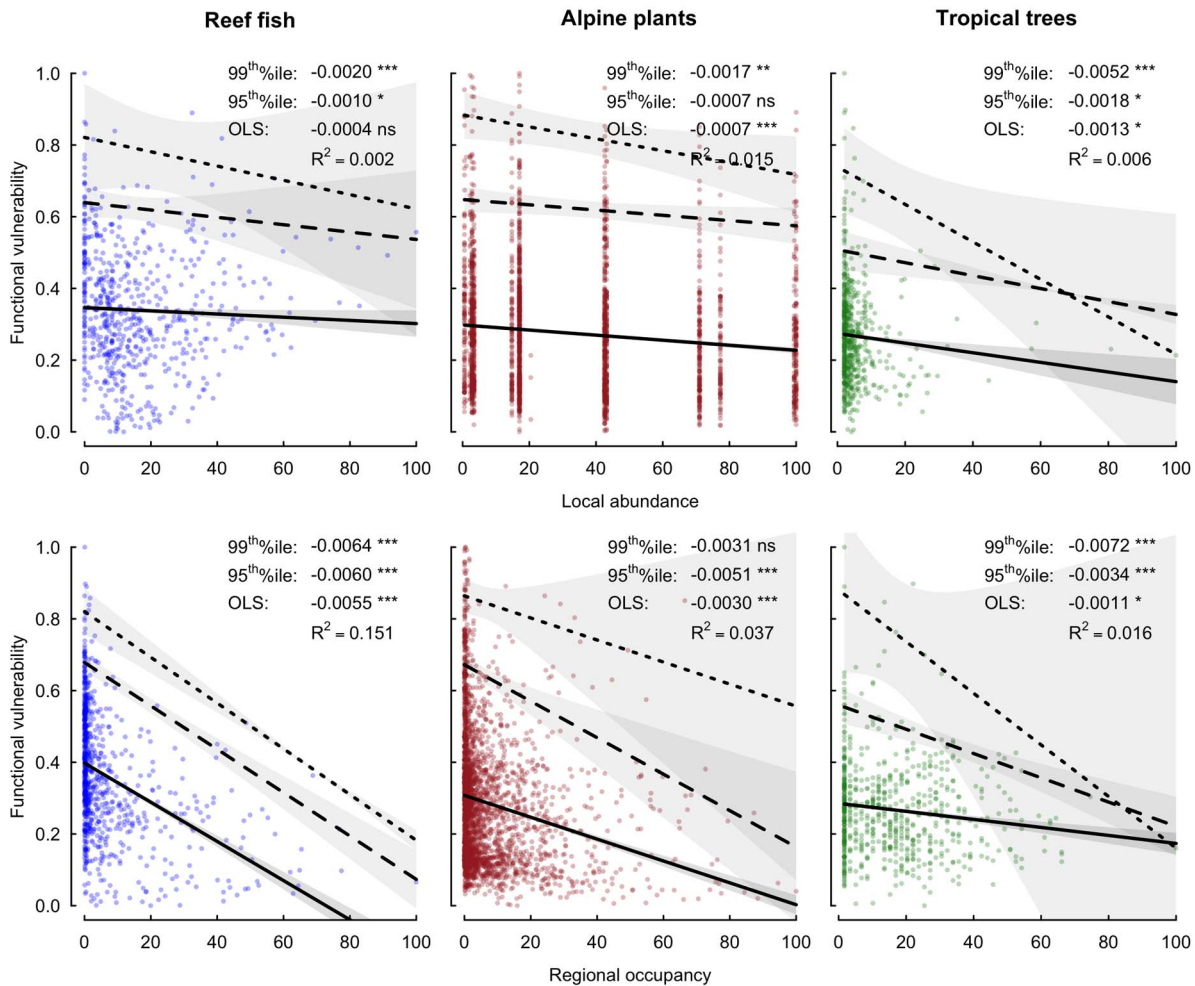 Reef fish
Alpine plants
Tropical trees
99th%ile: -0.0020 ***
95th%ile: -0.0010 *
OLS: -0.0004 ns
R2 = 0.002
99th%ile: -0.0017 **
95th%ile: -0.0007 ns
OLS: -0.0007 ***
R2 = 0.015
99th%ile: -0.0052 ***
95th%ile: -0.0018 *
OLS: -0.0013 *
R2 = 0.006
Functional vulnerability
1.0
0.8
0.6
0.4
0.2
0.0
0 20 40 60 80 100
0 20 40 60 80 100
0 20 40 60 80 100
Local abundance
99th%ile: -0.0064 ***
95th%ile: -0.0060 ***
OLS: -0.0055 ***
R2 = 0.151
99th%ile: -0.0031 ns
95th%ile: -0.0051 ***
OLS: -0.0030 ***
R2 = 0.037
99th%ile: -0.0072 ***
95th%ile: -0.0034 ***
OLS: -0.0011 *
R2 = 0.016
Functional vulnerability
1.0
0.8
0.6
0.4
0.2
0.0
0 20 40 60 80 100
0 20 40 60 80 100
0 20 40 60 80 100
Regional occupancy